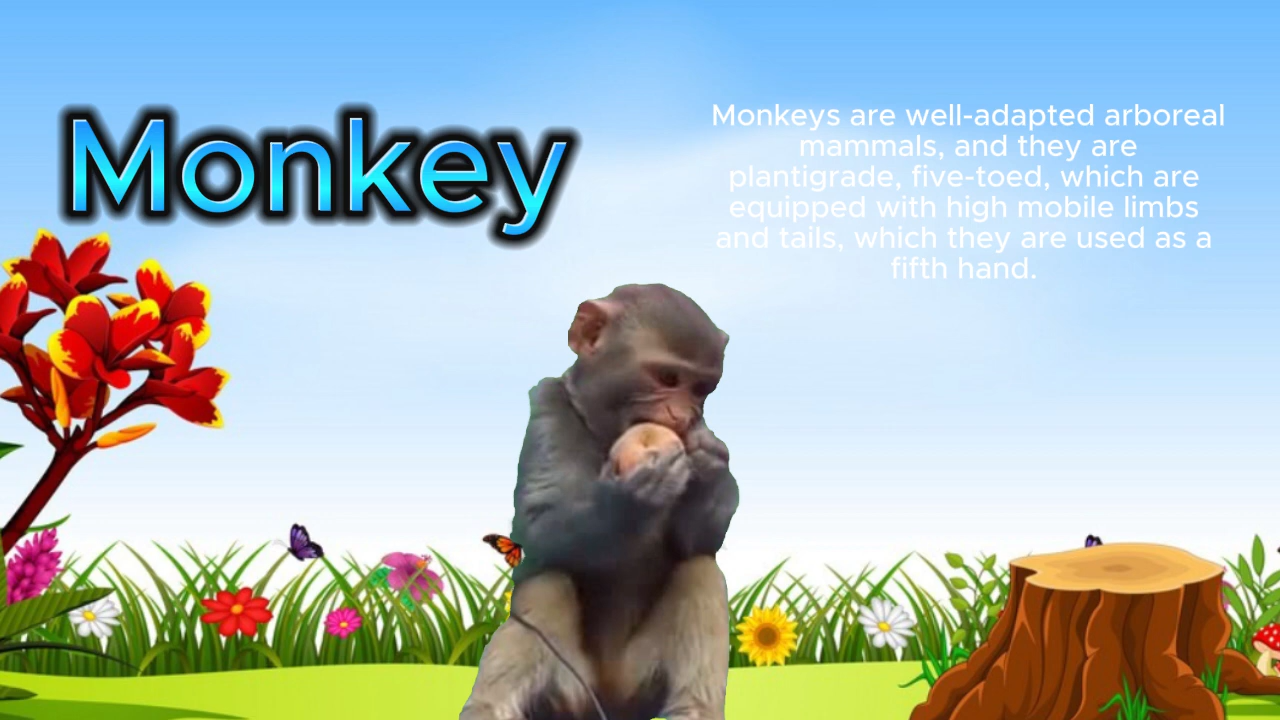 Monkey
Monkeys are well-adapted arboreal
mammals, and they are
plantigrade, five-toed, which are
equipped with high mobile limbs
and tails, which they are used as a
fifth hand.